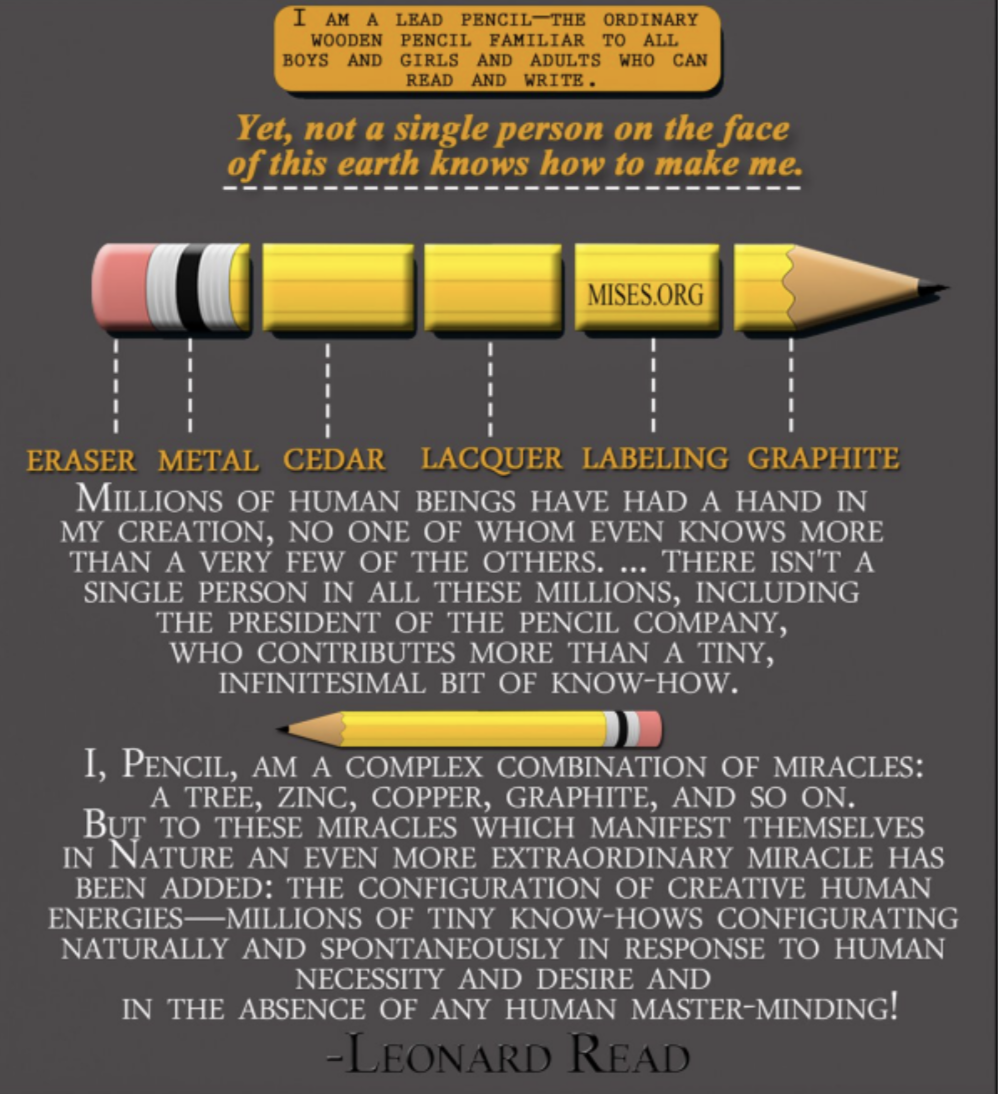 I AM A LEAD PENCIL—THE ORDINARY
WOODEN PENCIL FAMILIAR TO ALL
BOYS AND GIRLS AND ADULTS WHO CAN
READ AND WRITE.
Yet, not a single person on the face
of this earth knows how to make me.
MISES.ORG
ERASER METAL CEDAR LACQUER LABELING GRAPHITE
MILLIONS OF HUMAN BEINGS HAVE HAD A HAND IN
MY CREATION, NO ONE OF WHOM EVEN KNOWS MORE
THAN A VERY FEW OF THE OTHERS. ... THERE ISN'T A
SINGLE PERSON IN ALL THESE MILLIONS, INCLUDING
THE PRESIDENT OF THE PENCIL COMPANY,
WHO CONTRIBUTES MORE THAN A TINY,
INFINITESIMAL BIT OF KNOW-HOW.
I, PENCIL, AM A COMPLEX COMBINATION OF MIRACLES:
A TREE, ZINC, COPPER, GRAPHITE, AND SO ON.
BUT TO THESE MIRACLES WHICH MANIFEST THEMSELVES
IN NATURE AN EVEN MORE EXTRAORDINARY MIRACLE HAS
BEEN ADDED: THE CONFIGURATION OF CREATIVE HUMAN
ENERGIES—MILLIONS OF TINY KNOW-HOWS CONFIGURATING
NATURALLY AND SPONTANEOUSLY IN RESPONSE TO HUMAN
NECESSITY AND DESIRE AND
IN THE ABSENCE OF ANY HUMAN MASTER-MINDING!
-LEONARD READ